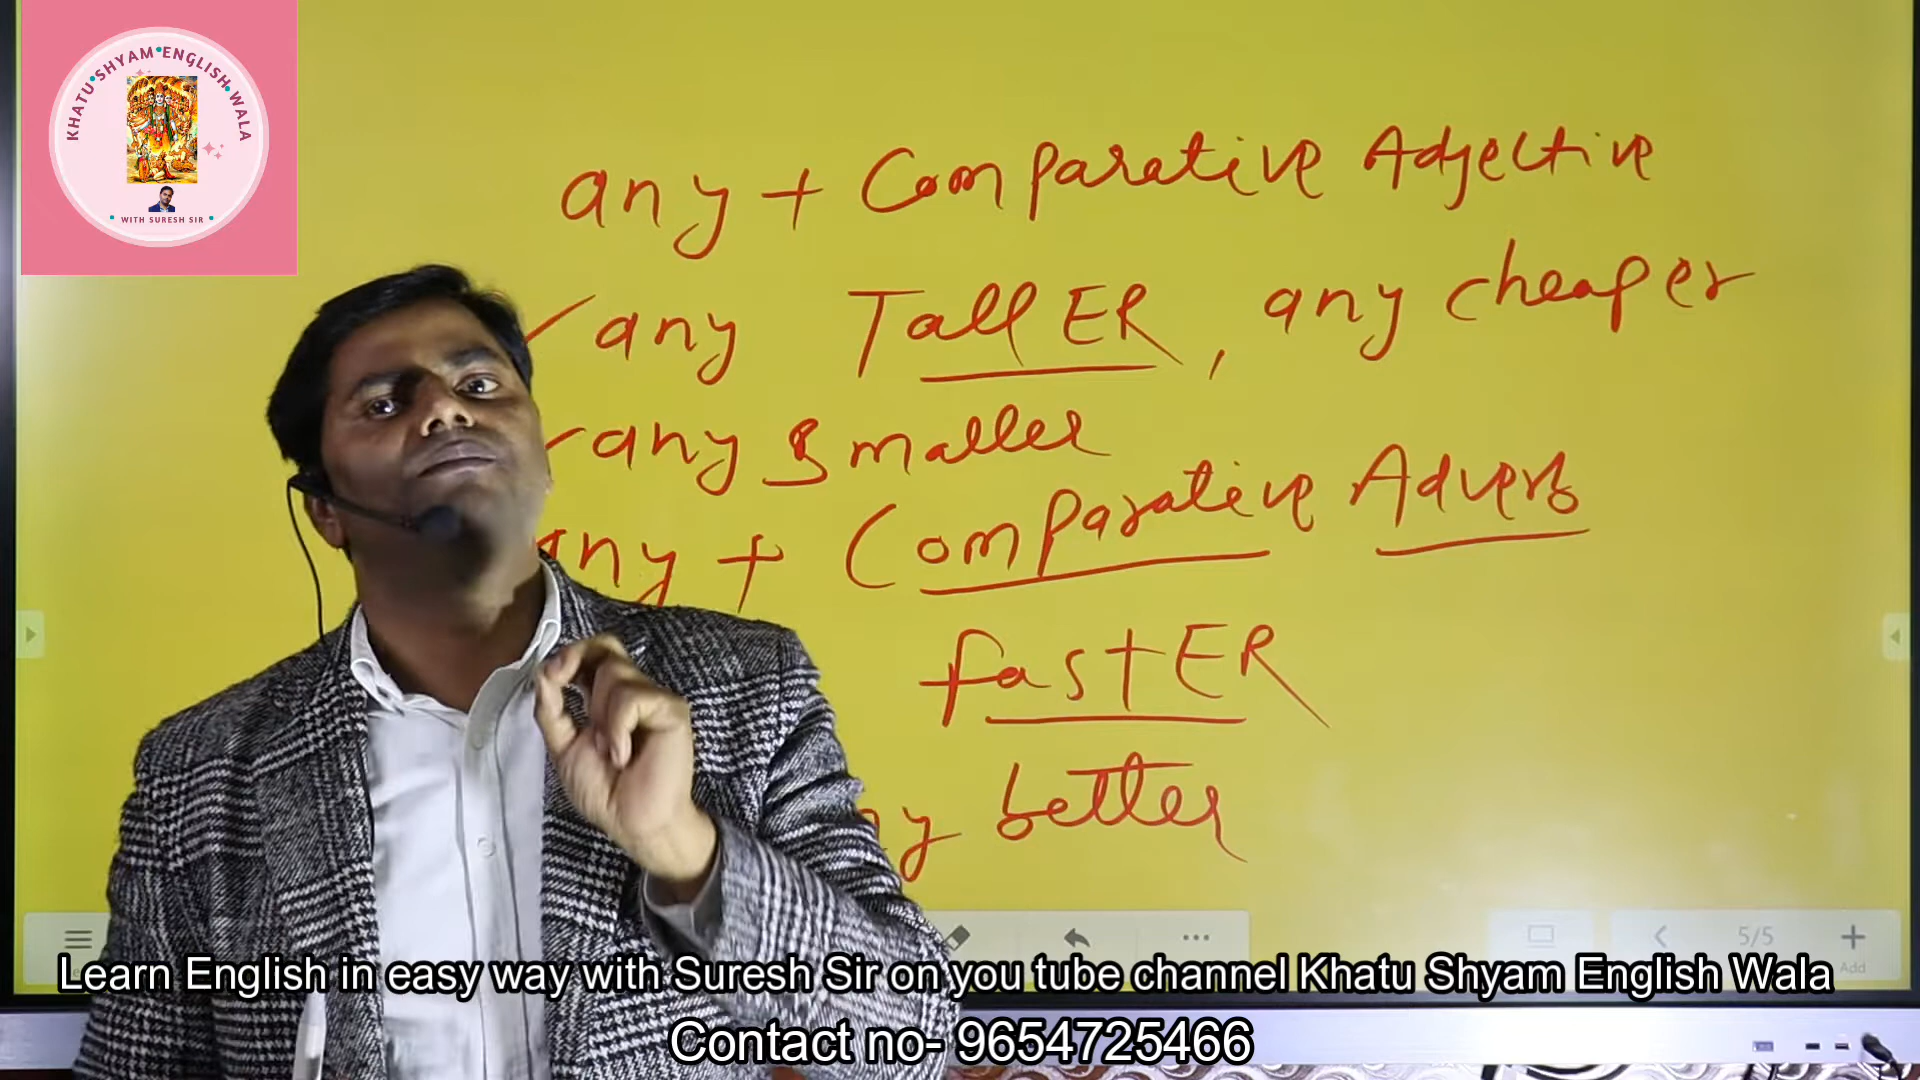 KHATU SHYAM ENGLISH WALA
WITH SURESH SIR
any + Comparative Adjective
any TallER, any cheaper
any smaller
any + Comparative Adverb
fastER
better
5/5
Add
Learn English in easy way with Suresh Sir on you tube channel Khatu Shyam English Wala
Contact no- 9654725466